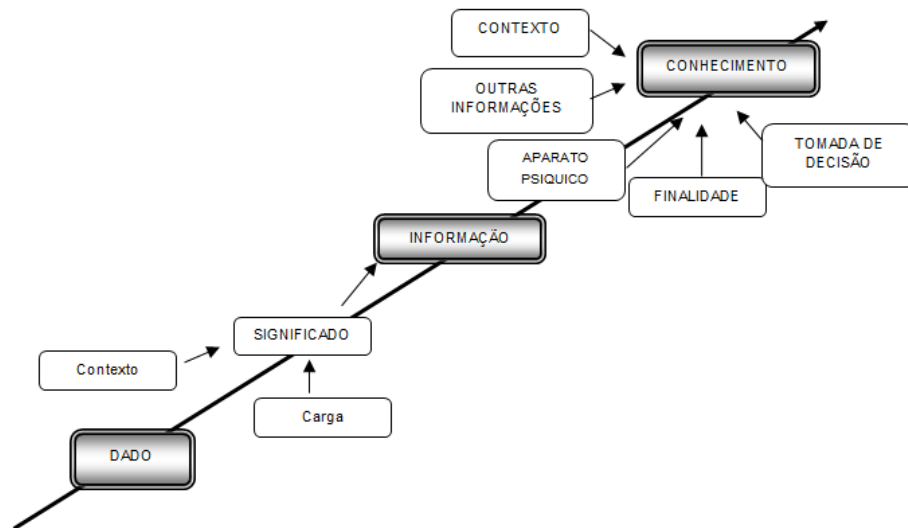 CONTEXTO
CONHECIMENTO
OUTRAS
INFORMAÇÕES
TOMADA DE
DECISÃO
APARATO
PSIQUICO
FINALIDADE
INFORMAÇÃO
SIGNIFICADO
Contexto
Carga
DADO